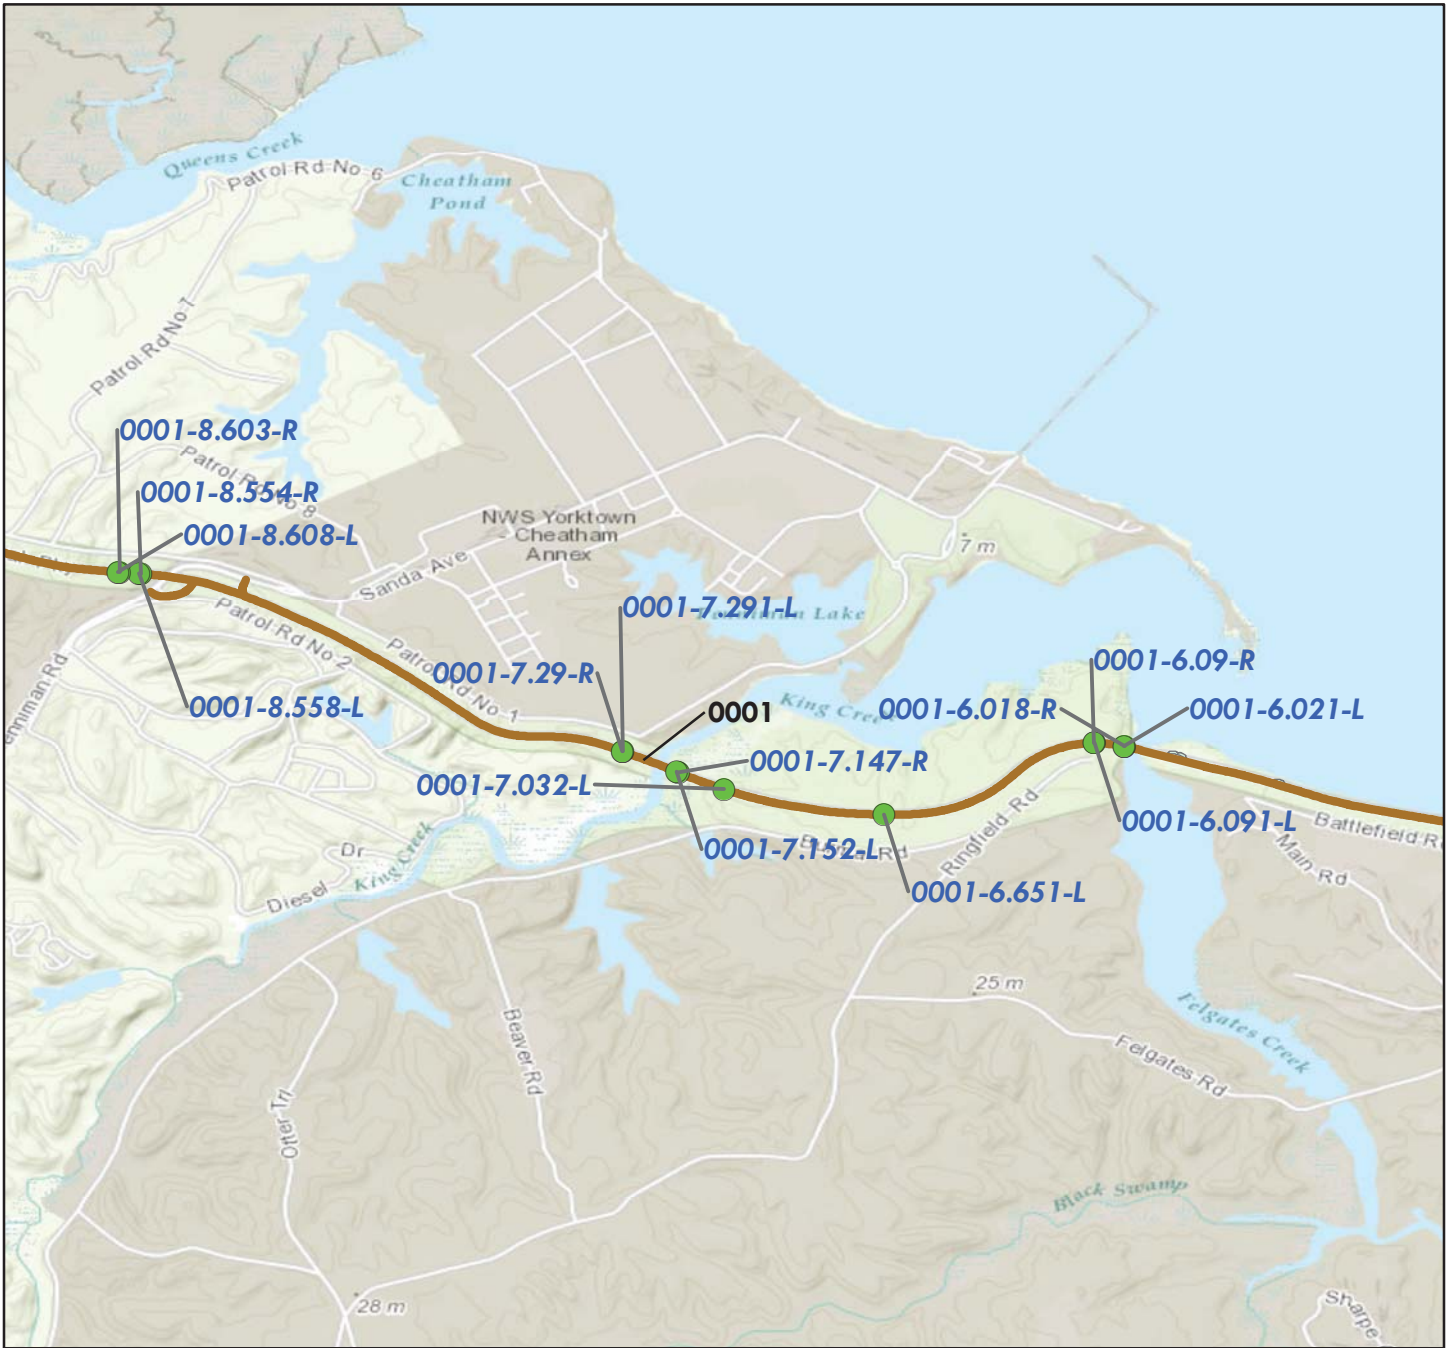 Queens Creek
Patrol Rd No 6
Cheatham
Pond
Patrol Rd No 7
0001-8.603-R
Patrol Rd No 8
0001-8.554-R
0001-8.608-L
NWS Yorktown
- Cheatham
Annex
7 m
Sanda Ave
Patrol Rd No 2
0001-7.291-L
Lake
Patrol Rd No 1
0001-7.29-R
0001-6.09-R
0001-8.558-L
0001
King Creek
0001-6.018-R
0001-6.021-L
0001-7.147-R
0001-7.032-L
0001-6.091-L
Battlefield
0001-7.152-L
Rd
Ringfield Rd
Main Rd
Dr
King Creek
Diesel
0001-6.651-L
25 m
Felgates Creek
Beaver Rd
Felgates Rd
Otter Trl
Black Swamp
28 m
Sharpe